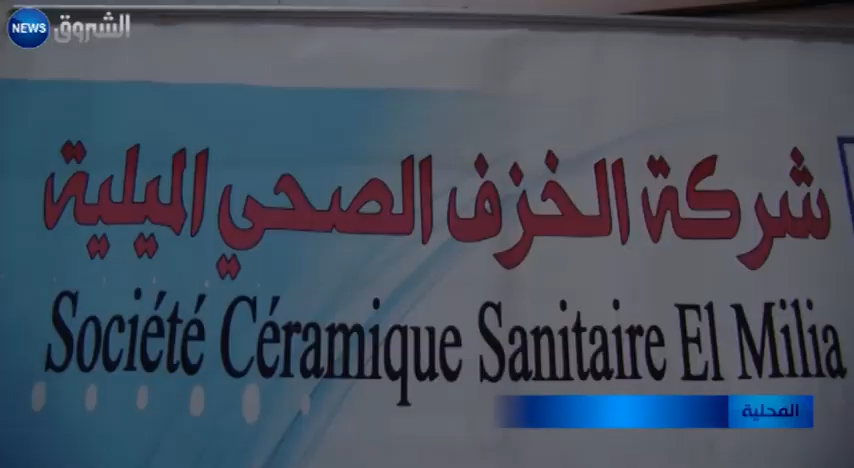 NEWS الشروق
شركة الخزف الصحي الميلية
Société Céramique Sanitaire El Milia
المحلية